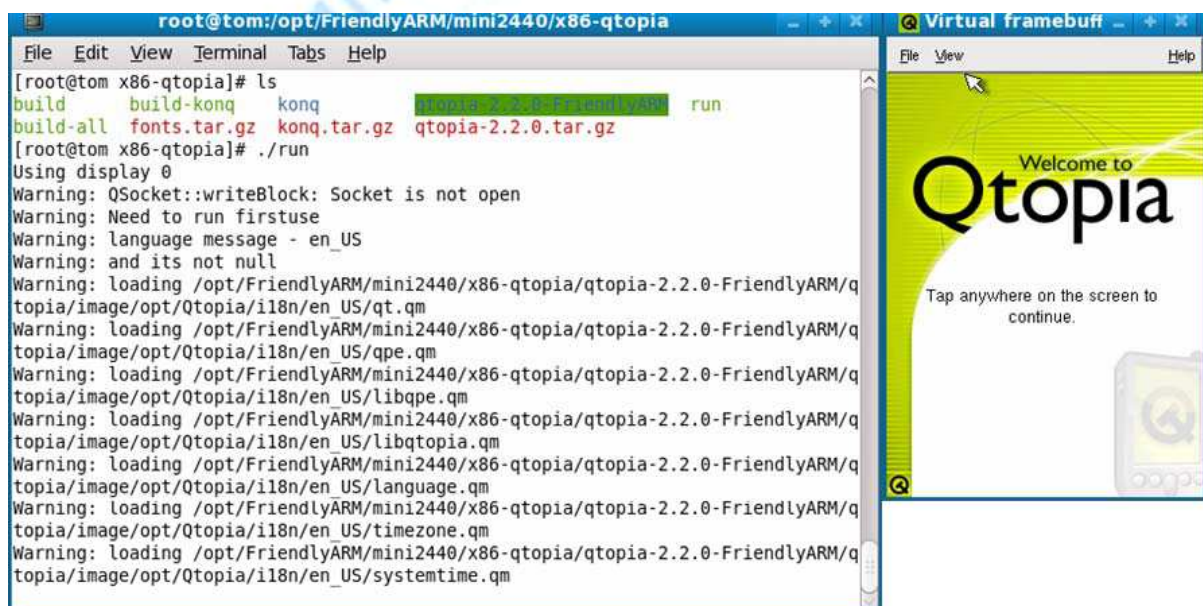 root@tom:/opt/FriendlyARM/mini2440/x86-qtopia
File Edit View Terminal Tabs Help
[root@tom x86-qtopia]# ls
build build-konq konq qtopia-2.2.0-FriendlyARM run
build-all fonts.tar.gz konq.tar.gz qtopia-2.2.0.tar.gz
[root@tom x86-qtopia]# ./run
Using display 0
Warning: QSocket::writeBlock: Socket is not open
Warning: Need to run firstuse
Warning: language message - en_US
Warning: and its not null
Warning: loading /opt/FriendlyARM/mini2440/x86-qtopia/qtopia-2.2.0-FriendlyARM/q
topia/image/opt/Qtopia/i18n/en_US/qt.qm
Warning: loading /opt/FriendlyARM/mini2440/x86-qtopia/qtopia-2.2.0-FriendlyARM/q
topia/image/opt/Qtopia/i18n/en_US/qpe.qm
Warning: loading /opt/FriendlyARM/mini2440/x86-qtopia/qtopia-2.2.0-FriendlyARM/q
topia/image/opt/Qtopia/i18n/en_US/libqpe.qm
Warning: loading /opt/FriendlyARM/mini2440/x86-qtopia/qtopia-2.2.0-FriendlyARM/q
topia/image/opt/Qtopia/i18n/en_US/libqtopia.qm
Warning: loading /opt/FriendlyARM/mini2440/x86-qtopia/qtopia-2.2.0-FriendlyARM/q
topia/image/opt/Qtopia/i18n/en_US/language.qm
Warning: loading /opt/FriendlyARM/mini2440/x86-qtopia/qtopia-2.2.0-FriendlyARM/q
topia/image/opt/Qtopia/i18n/en_US/timezone.qm
Warning: loading /opt/FriendlyARM/mini2440/x86-qtopia/qtopia-2.2.0-FriendlyARM/q
topia/image/opt/Qtopia/i18n/en_US/systemtime.qm
Virtual framebuff
File View Help
Welcome to
Qtopia
Tap anywhere on the screen to
continue.